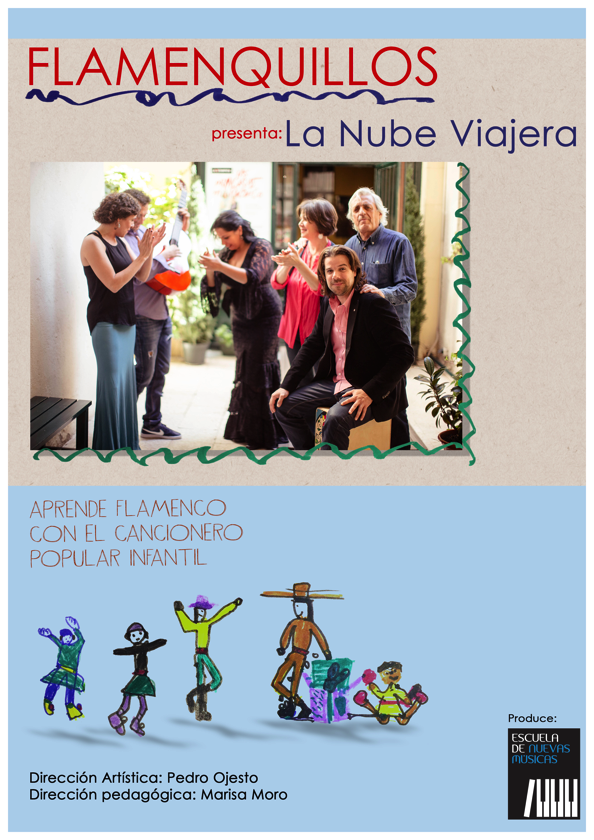 FLAMENQUILLOS
presenta: La Nube Viajera
APRENDE FLAMENCO
CON EL CANCIONERO
POPULAR INFANTIL
Produce:
ESCUELA
DE NUEVAS
MÚSICAS
Dirección Artística: Pedro Ojesto
Dirección pedagógica: Marisa Moro